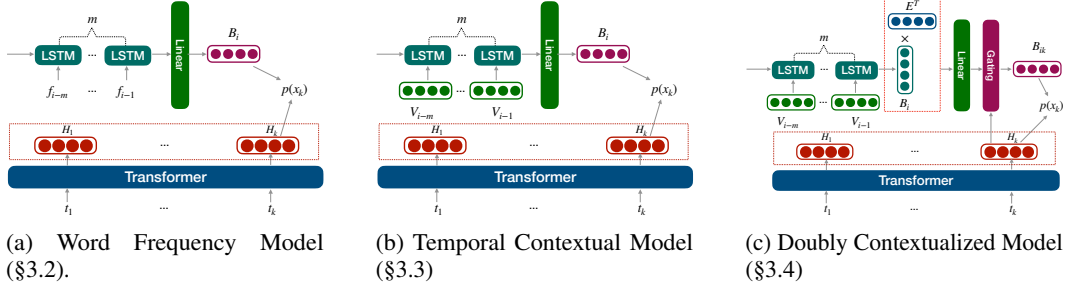 m
LSTM ... LSTM
Linear
B_i
f_{i−m} ... f_{i−1}
p(x_k)
H_1 ... H_k
Transformer
t_1 ... t_k
(a) Word Frequency Model
(§3.2).
m
LSTM ... LSTM
Linear
B_i
V_{i−m} ... V_{i−1}
p(x_k)
H_1 ... H_k
Transformer
t_1 ... t_k
(b) Temporal Contextual Model
(§3.3)
E^T
×
m
LSTM ... LSTM
B_i
Linear
Gating
B_{ik}
V_{i−m} ... V_{i−1}
p(x_k)
H_1 ... H_k
Transformer
t_1 ... t_k
(c) Doubly Contextualized Model
(§3.4)